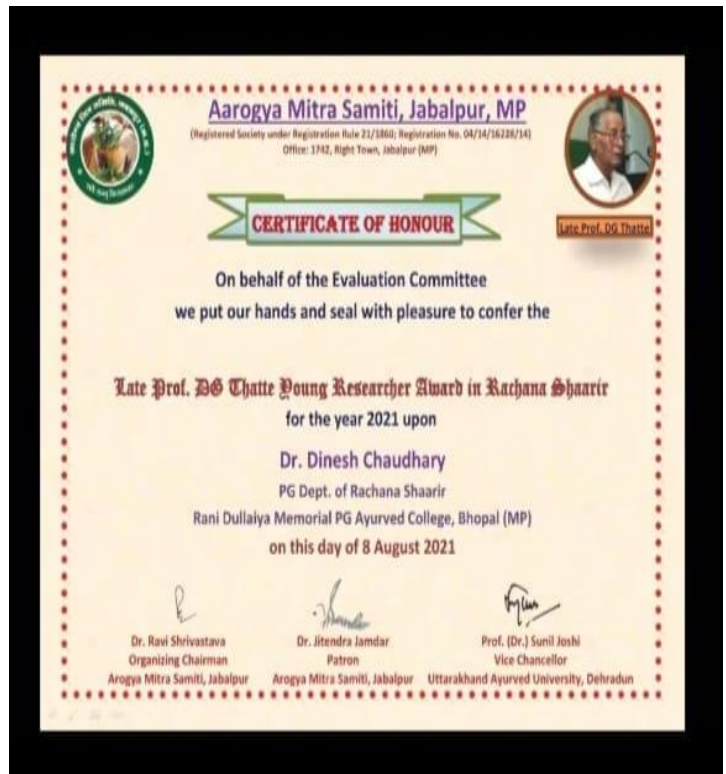 Aarogya Mitra Samiti, Jabalpur, MP
(Registered Society under Registration Rule 21/1860; Registration No. 04/14/16228/14)
Office: 1742, Right Town, Jabalpur (MP)
Late Prof. DG Thatte
CERTIFICATE OF HONOUR
On behalf of the Evaluation Committee
we put our hands and seal with pleasure to confer the
Late Prof. DG Thatte Young Researcher Award in Rachana Shaarir
for the year 2021 upon
Dr. Dinesh Chaudhary
PG Dept. of Rachana Shaarir
Rani Dullaiya Memorial PG Ayurved College, Bhopal (MP)
on this day of 8 August 2021
Dr. Ravi Shrivastava
Organizing Chairman
Arogya Mitra Samiti, Jabalpur
Dr. Jitendra Jamdar
Patron
Arogya Mitra Samiti, Jabalpur
Prof. (Dr.) Sunil Joshi
Vice Chancellor
Uttarakhand Ayurved University, Dehradun